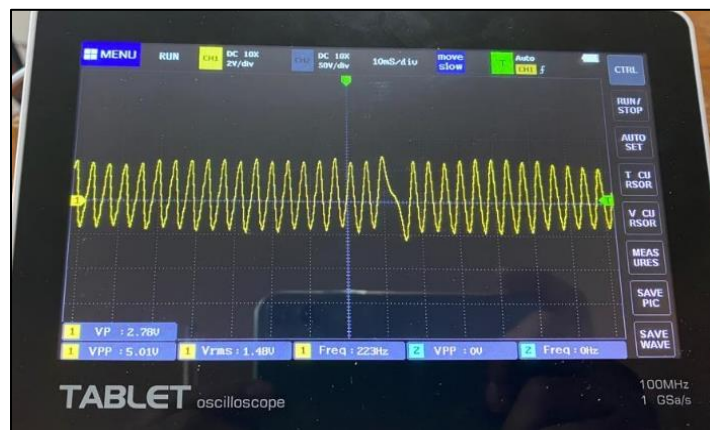 MENU RUN CH1 DC 10X 2V/div CH2 DC 10X 50V/div 10mS/div move slow T Auto CH1 CTRL
RUN/
STOP
AUTO
SET
T CU
RSOR
V CU
RSOR
MEAS
URES
SAVE
PIC
SAVE
WAVE
1
1 VP :2.78V
1 VPP :5.01V 1 Vrms:1.48V 1 Freq:223Hz 2 VPP :0V 2 Freq:0Hz
TABLET oscilloscope
100MHz
1 GSa/s